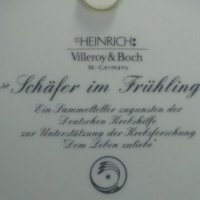 ©HEINRICH
Villeroy & Boch
W.-Germany
»Schäfer im Frühling
Ein Sammelteller zugunsten der
Deutschen Krebshilfe
zur Unterstützung der Krebsforschung
"Dem Leben zuliebe"